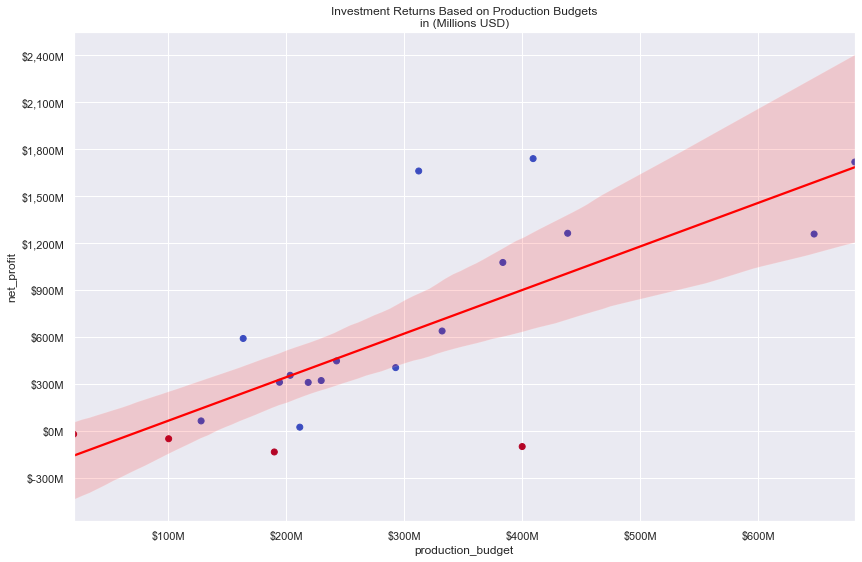 Investment Returns Based on Production Budgets
in (Millions USD)
$2,400M
$2,100M
$1,800M
$1,500M
$1,200M
$900M
$600M
$300M
$0M
$-300M
net_profit
$100M
$200M
$300M
$400M
$500M
$600M
production_budget